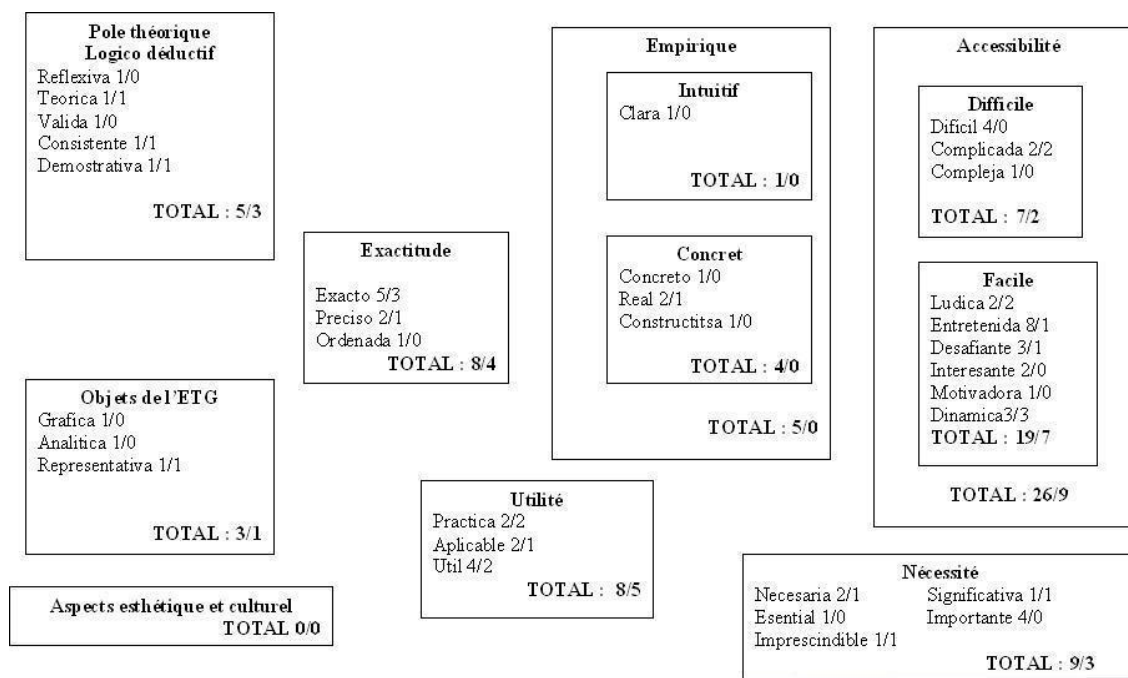 Pole théorique
Logico déductif
Reflexiva 1/0
Teorica 1/1
Valida 1/0
Consistente 1/1
Demostrativa 1/1
TOTAL : 5/3
Exactitude
Exacto 5/3
Preciso 2/1
Ordenada 1/0
TOTAL : 8/4
Objets de l'ETG
Grafica 1/0
Analitica 1/0
Representativa 1/1
TOTAL : 3/1
Aspects esthétique et culturel
TOTAL 0/0
Empirique
Intuitif
Clara 1/0
TOTAL : 1/0
Concret
Concreto 1/0
Real 2/1
Constructitsa 1/0
TOTAL : 4/0
TOTAL : 5/0
Utilité
Practica 2/2
Aplicable 2/1
Util 4/2
TOTAL : 8/5
Accessibilité
Difficile
Dificil 4/0
Complicada 2/2
Compleja 1/0
TOTAL : 7/2
Facile
Ludica 2/2
Entretenida 8/1
Desafiante 3/1
Interesante 2/0
Motivadora 1/0
Dinamica3/3
TOTAL : 19/7
TOTAL : 26/9
Nécessité
Necesaria 2/1 Significativa 1/1
Esential 1/0 Importante 4/0
Imprescindible 1/1
TOTAL : 9/3